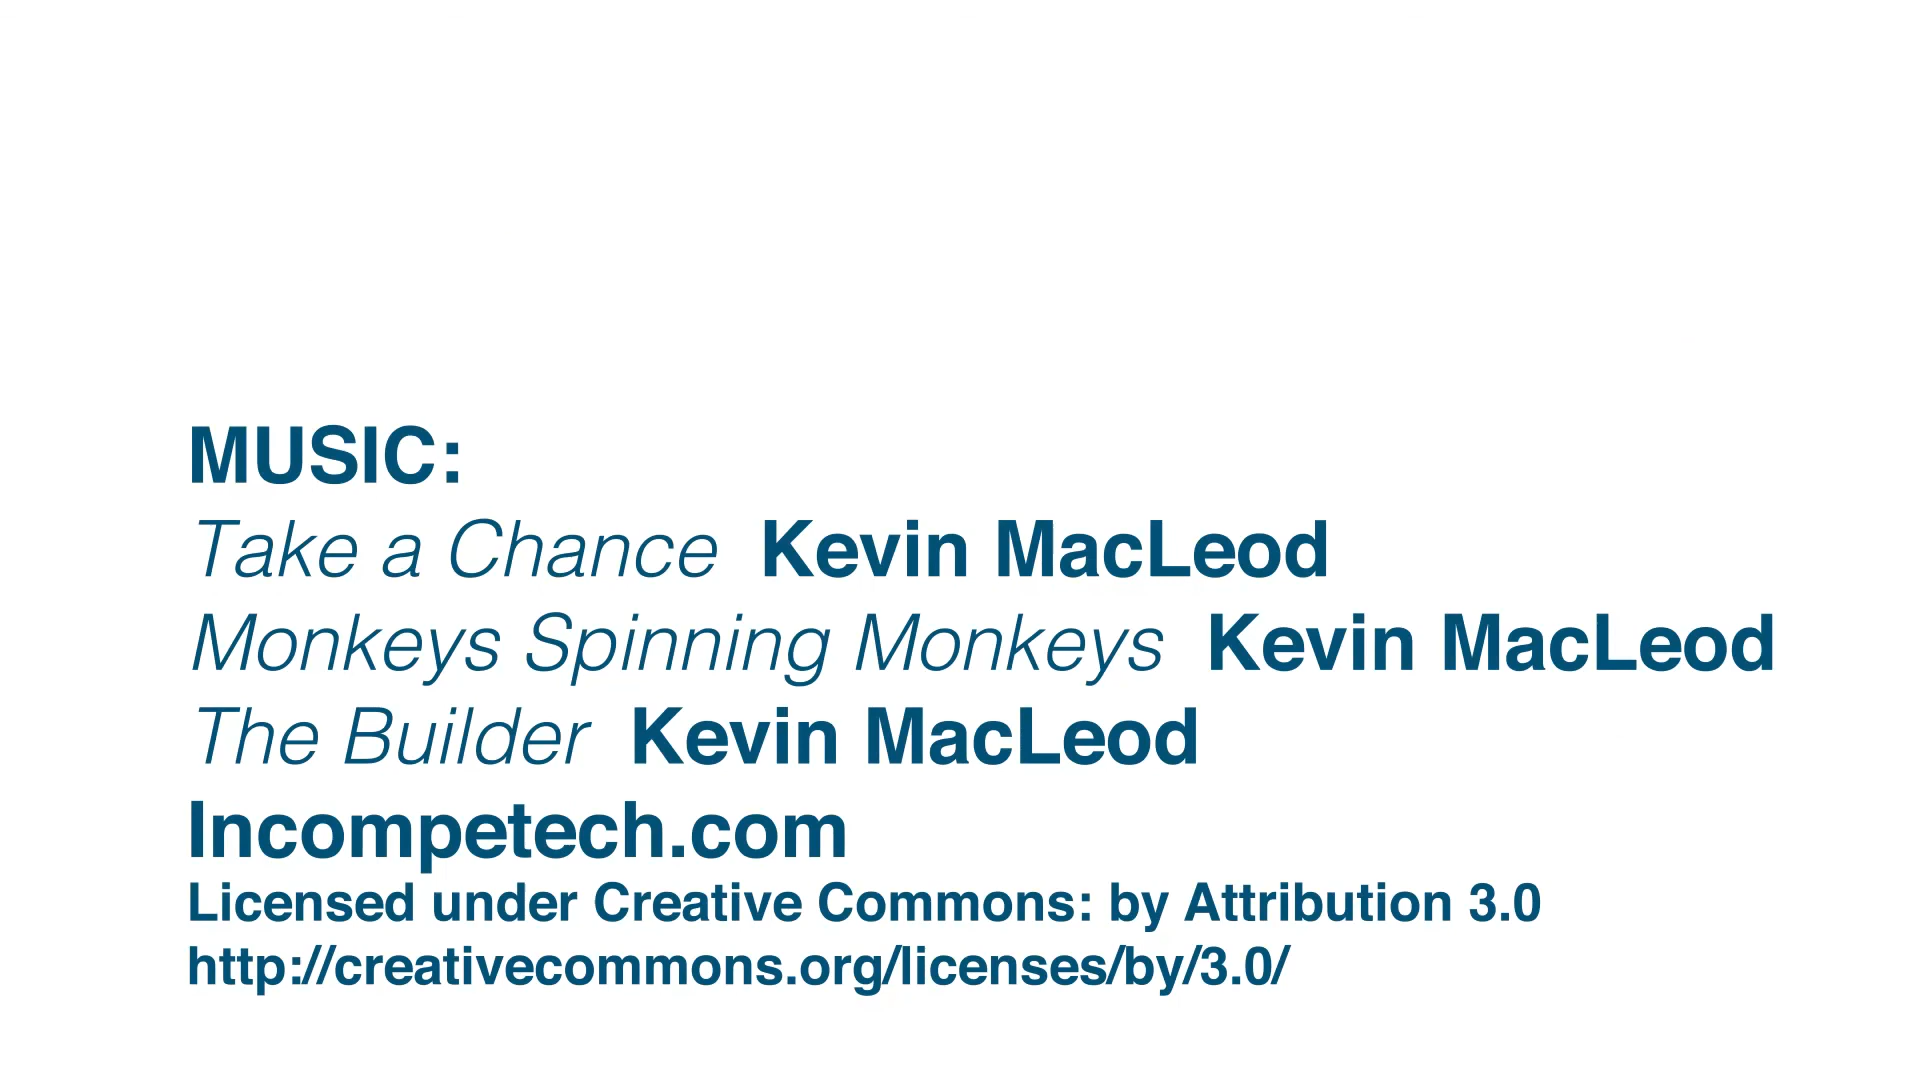 MUSIC:
Take a Chance Kevin MacLeod
Monkeys Spinning Monkeys Kevin MacLeod
The Builder Kevin MacLeod
Incompetech.com
Licensed under Creative Commons: by Attribution 3.0
http://creativecommons.org/licenses/by/3.0/